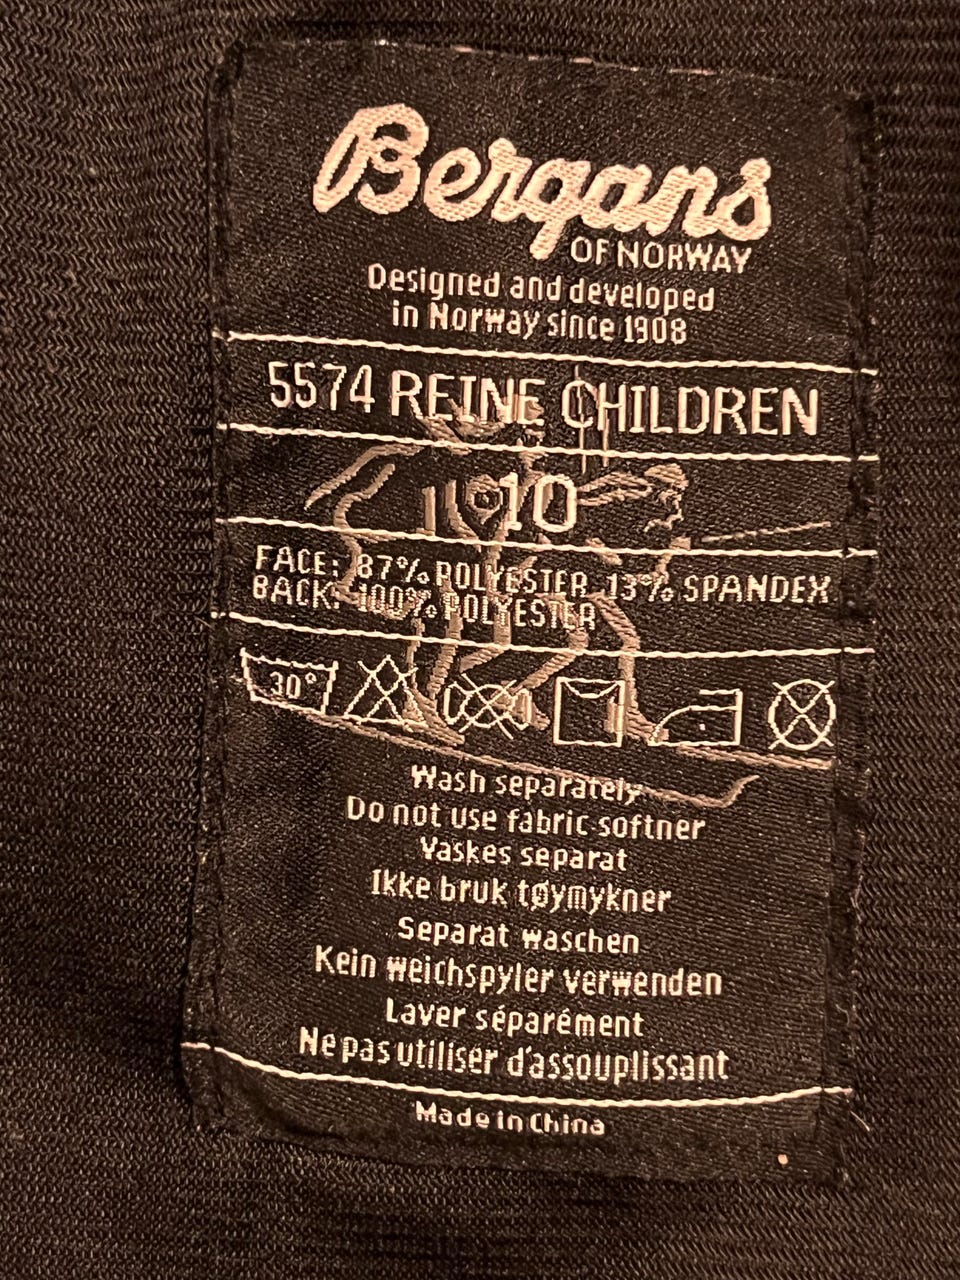 Bergans
OF NORWAY
Designed and developed
in Norway since 1908
5574 REINE CHILDREN
10
FACE: 87% POLYESTER 13% SPANDEX
BACK: 100% POLYESTER
30°
Wash separately
Do not use fabric softner
Vaskes separat
Ikke bruk tøymykner
Separat waschen
Kein weichspyler verwenden
Laver séparément
Ne pas utiliser d'assouplissant
Made in China